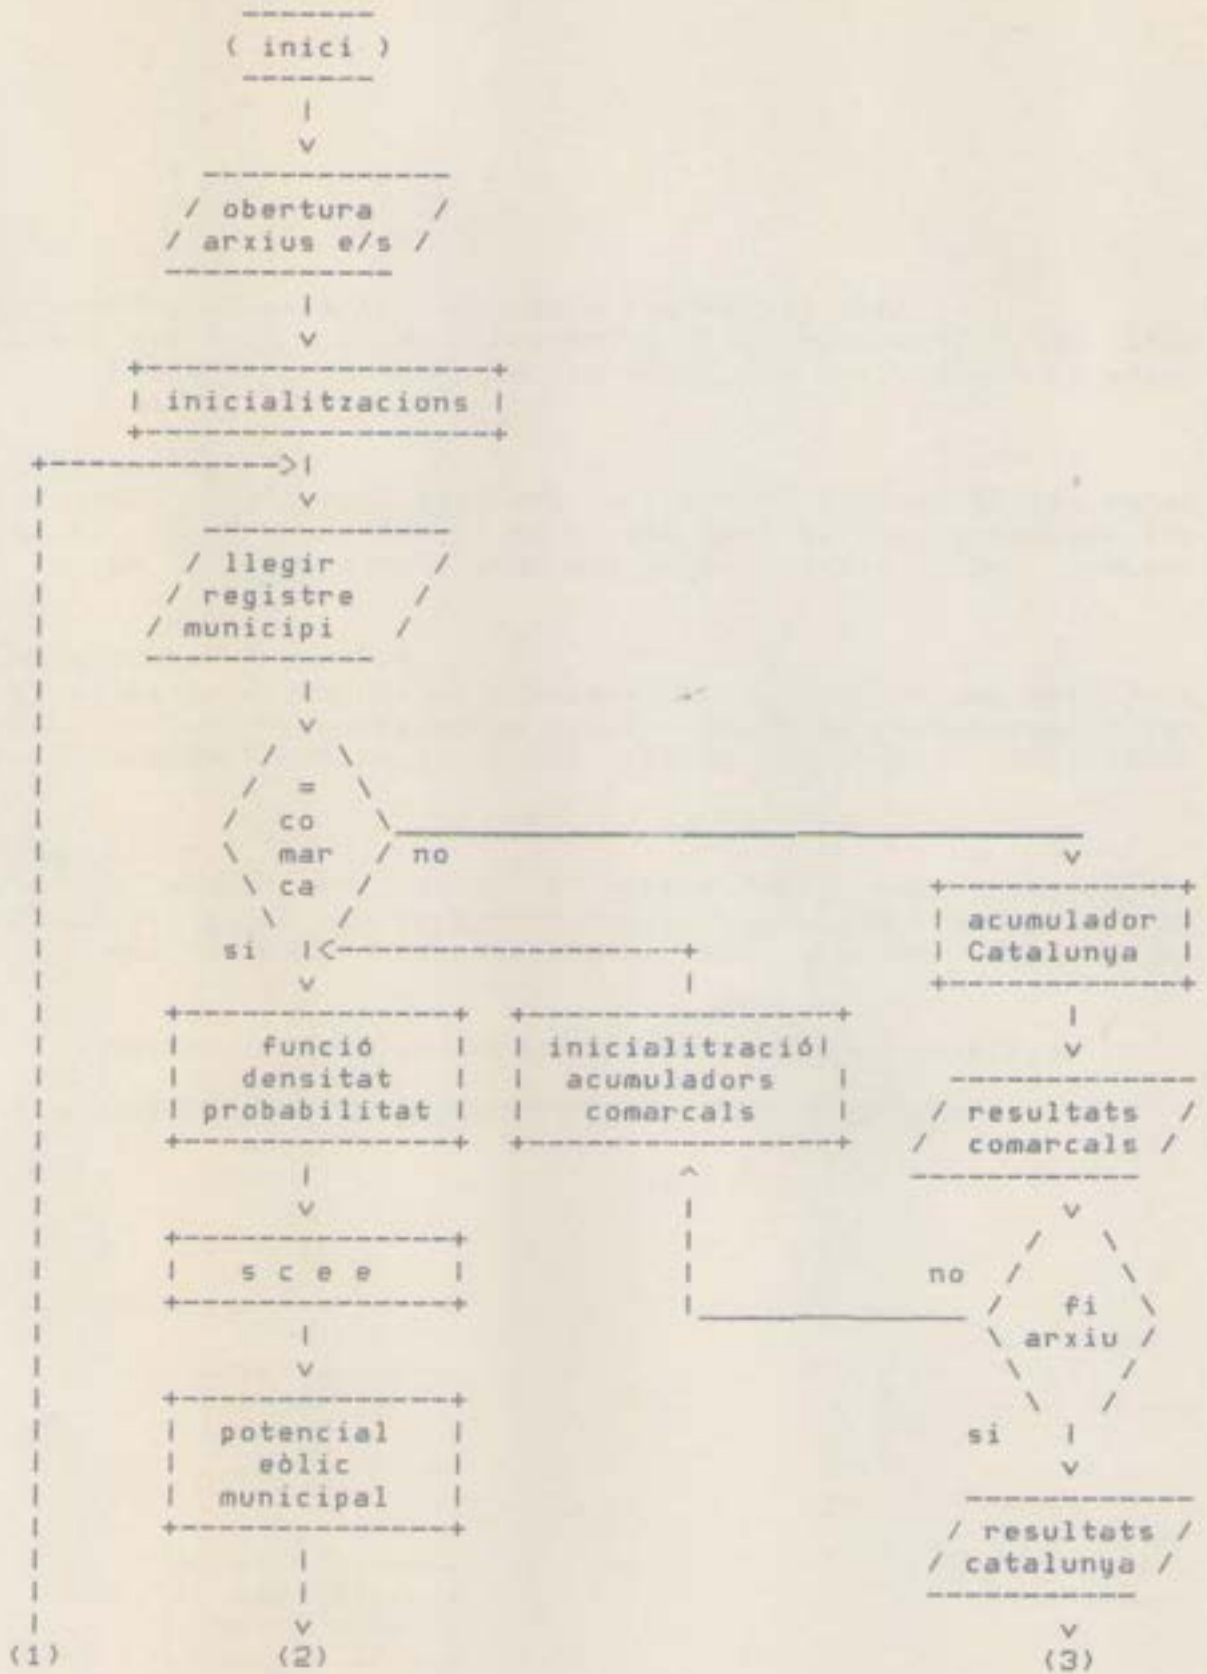 ( inici )
obertura
arxius e/s
inicialitzacions
llegir
registre
municipi
=
co
mar
ca
no
si
acumulador
Catalunya
funció
densitat
probabilitat
inicialització
acumuladors
comarcals
resultats
comarcals
s c e e
no
fi
arxiu
si
potencial
eòlic
municipal
resultats
catalunya
(1)
(2)
(3)